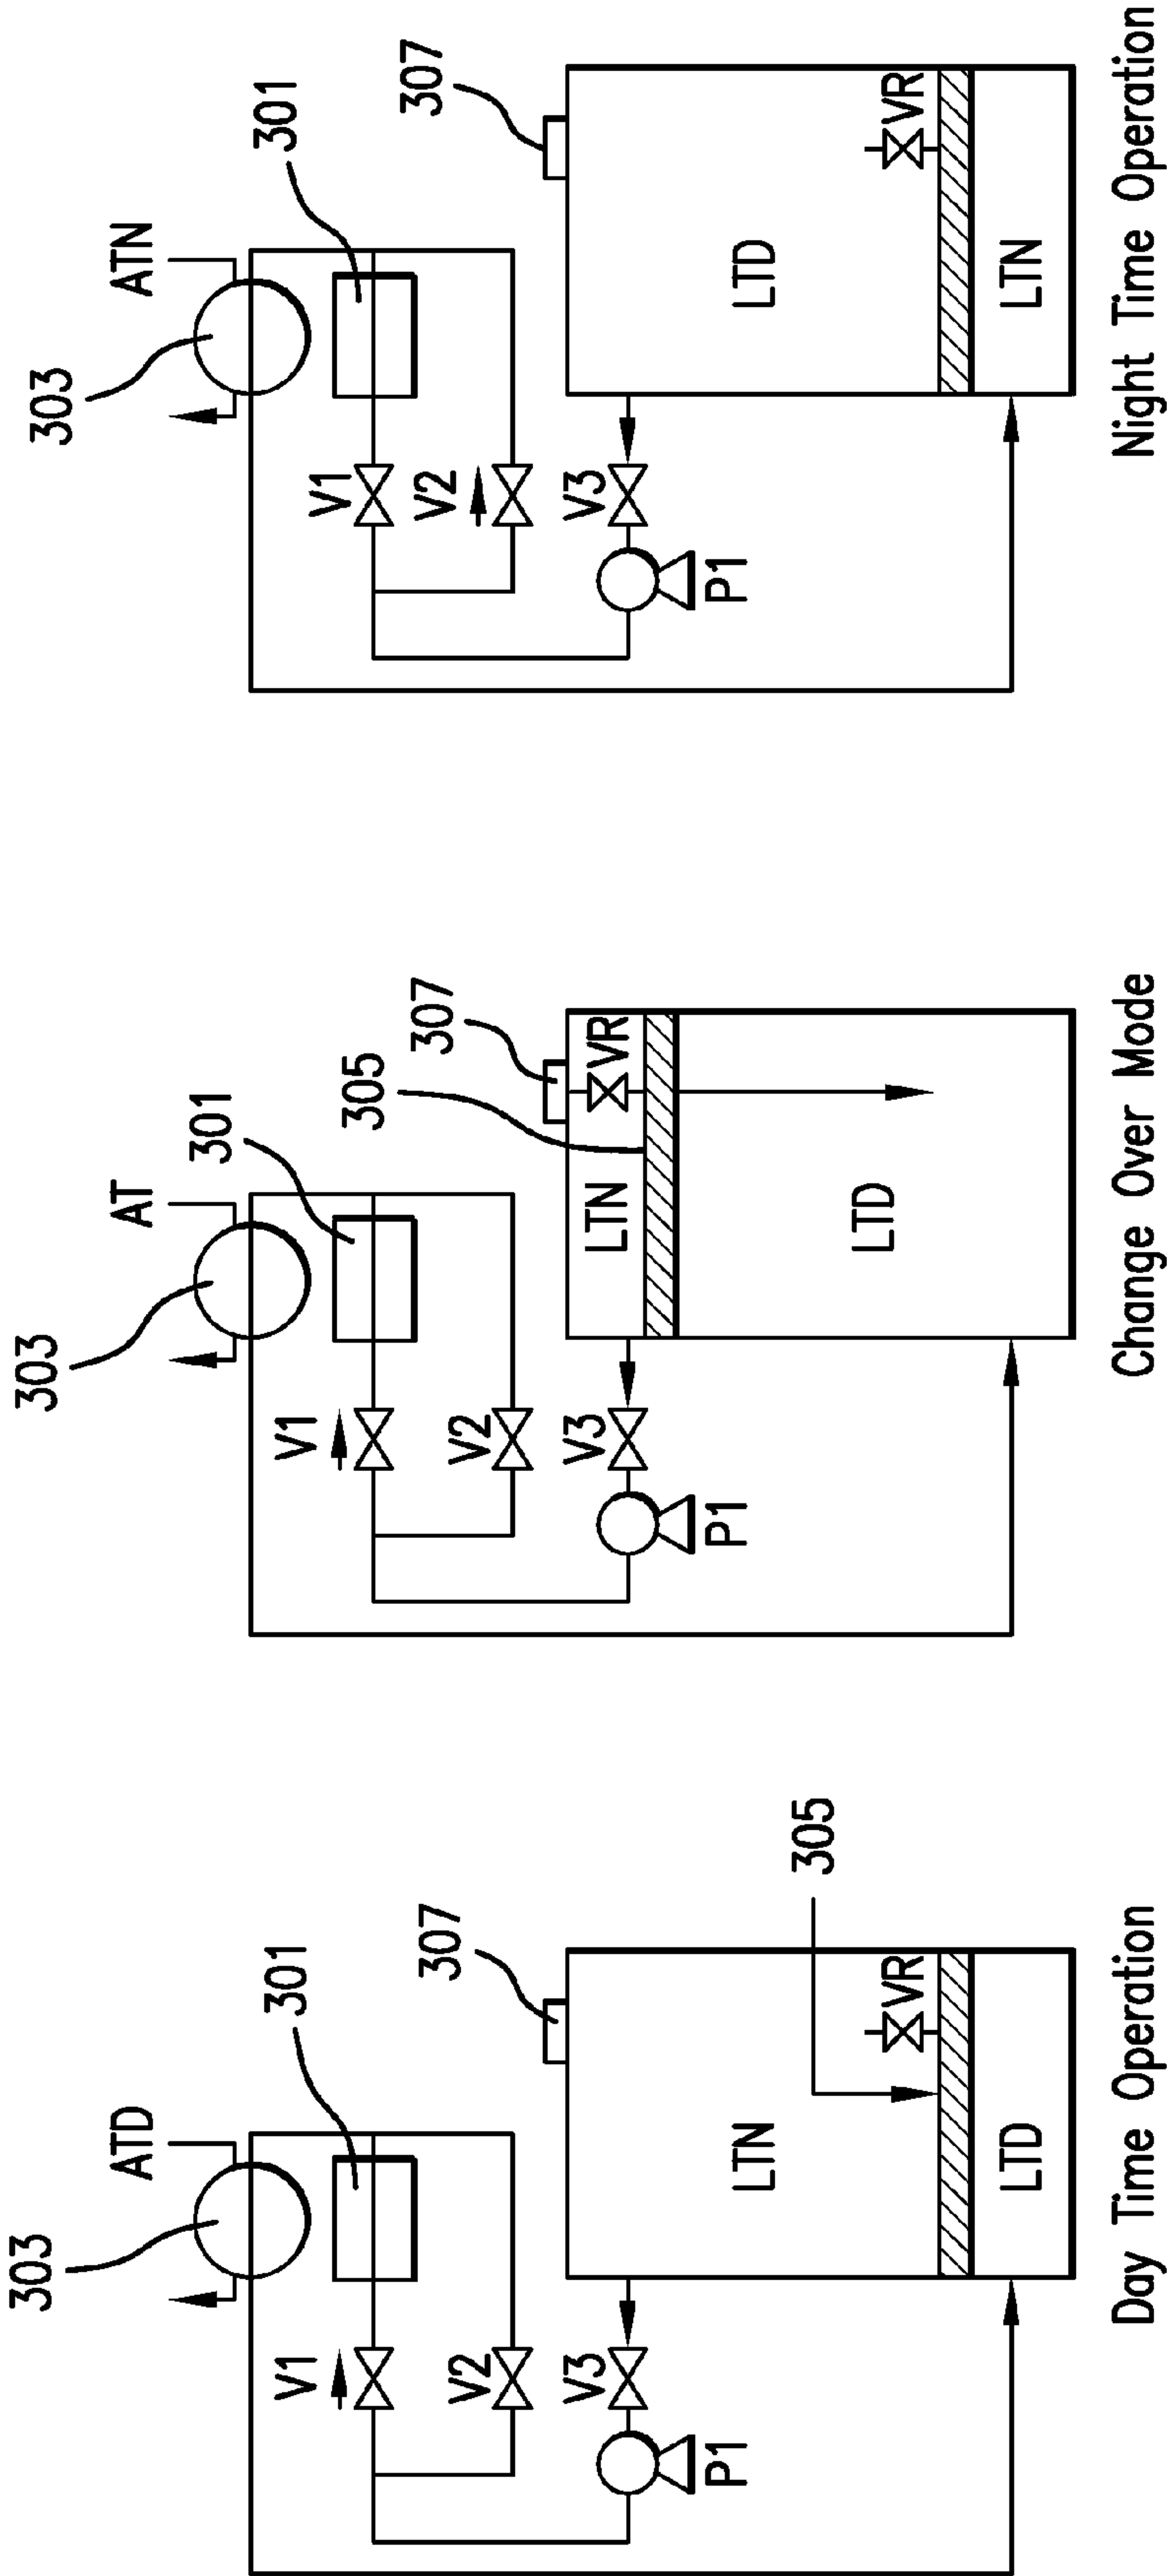 303
ATD
301
V1
V2
V3
P1
307
LTN
305
VR
LTD
Day Time Operation
303
AT
301
V1
V2
V3
P1
305
307
LTN
VR
LTD
Change Over Mode
303
ATN
301
V1
V2
V3
P1
307
LTD
VR
LTN
Night Time Operation